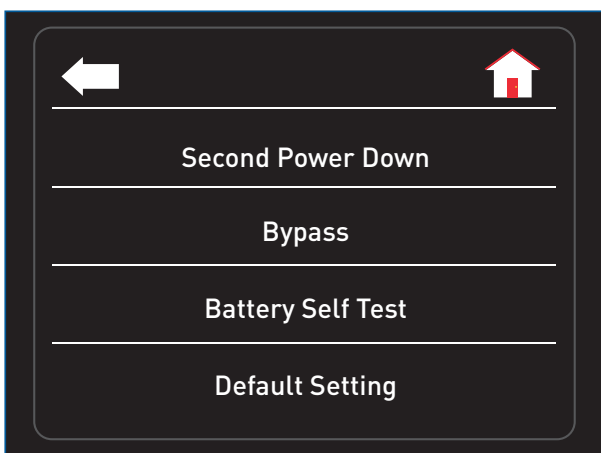 Second Power Down
Bypass
Battery Self Test
Default Setting